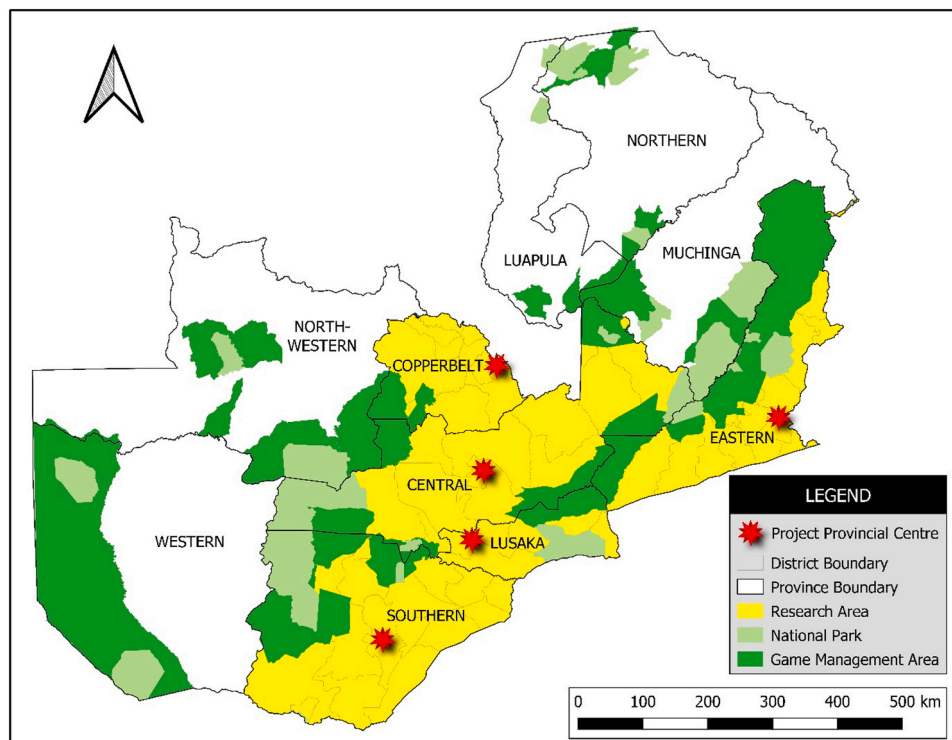 NORTHERN
LUAPULA
MUCHINGA
NORTH-
WESTERN
COPPERBELT
EASTERN
CENTRAL
WESTERN
LUSAKA
SOUTHERN
LEGEND
Project Provincial Centre
District Boundary
Province Boundary
Research Area
National Park
Game Management Area
0 100 200 300 400 500 km